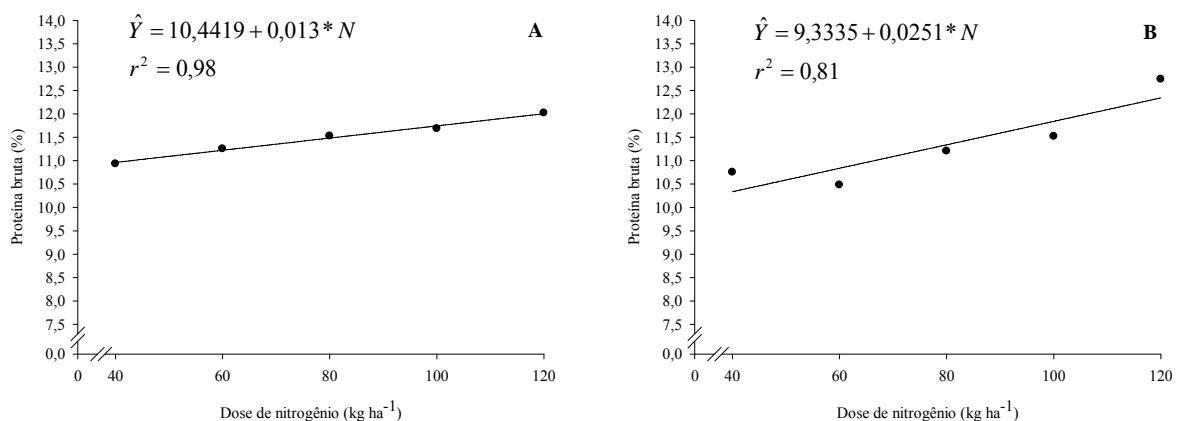 Ŷ = 10,4419 + 0,013* N
r² = 0,98
A
14,0
13,5
13,0
12,5
12,0
11,5
11,0
10,5
10,0
9,5
9,0
8,5
8,0
7,5
0,0
Proteína bruta (%)
0 40 60 80 100 120
Dose de nitrogênio (kg ha⁻¹)
Ŷ = 9,3335 + 0,0251* N
r² = 0,81
B
14,0
13,5
13,0
12,5
12,0
11,5
11,0
10,5
10,0
9,5
9,0
8,5
8,0
7,5
0,0
Proteína bruta (%)
0 40 60 80 100 120
Dose de nitrogênio (kg ha⁻¹)